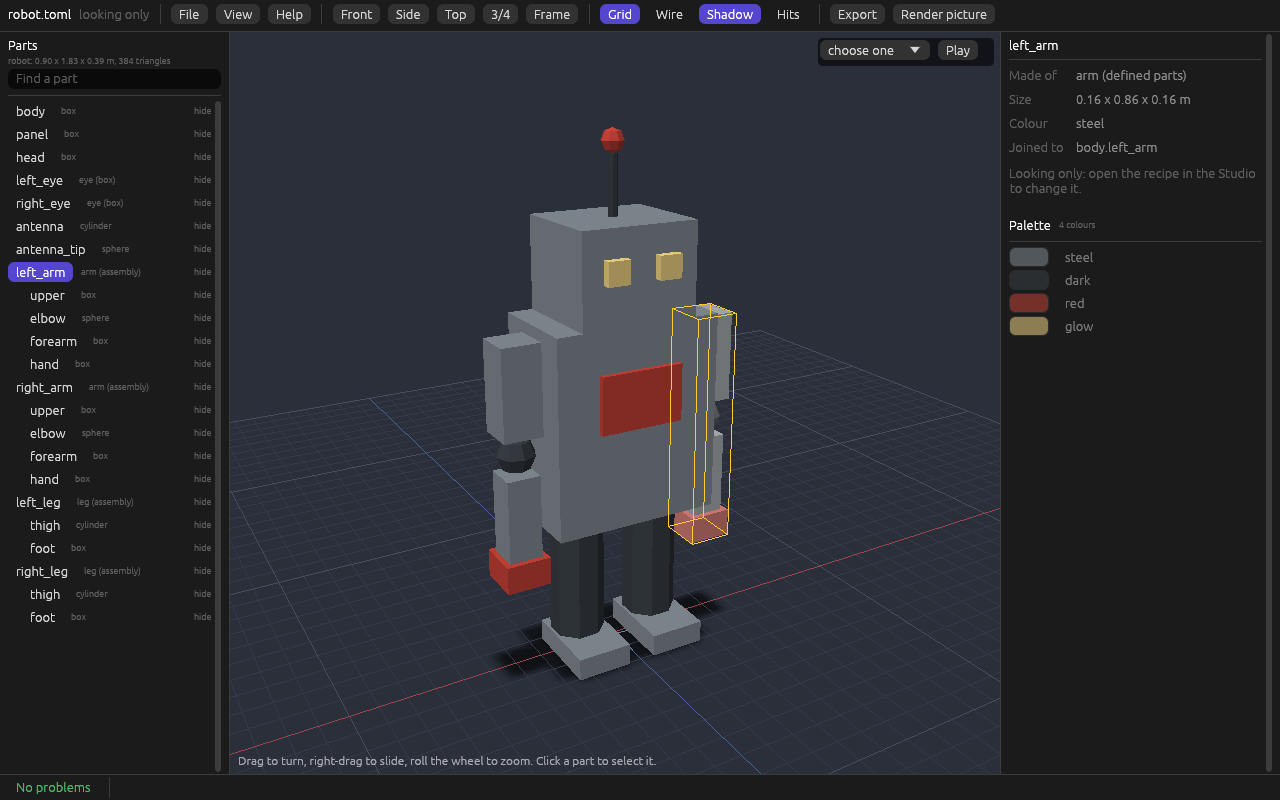 robot.toml looking only File View Help Front Side Top 3/4 Frame Grid Wire Shadow Hits Export Render picture
Parts
robot: 0.90 x 1.83 x 0.39 m, 384 triangles
Find a part
body box hide
panel box hide
head box hide
left_eye eye (box) hide
right_eye eye (box) hide
antenna cylinder hide
antenna_tip sphere hide
left_arm arm (assembly) hide
upper box hide
elbow sphere hide
forearm box hide
hand box hide
right_arm arm (assembly) hide
upper box hide
elbow sphere hide
forearm box hide
hand box hide
left_leg leg (assembly) hide
thigh cylinder hide
foot box hide
right_leg leg (assembly) hide
thigh cylinder hide
foot box hide
choose one Play
Drag to turn, right-drag to slide, roll the wheel to zoom. Click a part to select it.
left_arm
Made of arm (defined parts)
Size 0.16 x 0.86 x 0.16 m
Colour steel
Joined to body.left_arm
Looking only: open the recipe in the Studio
to change it.
Palette 4 colours
steel
dark
red
glow
No problems